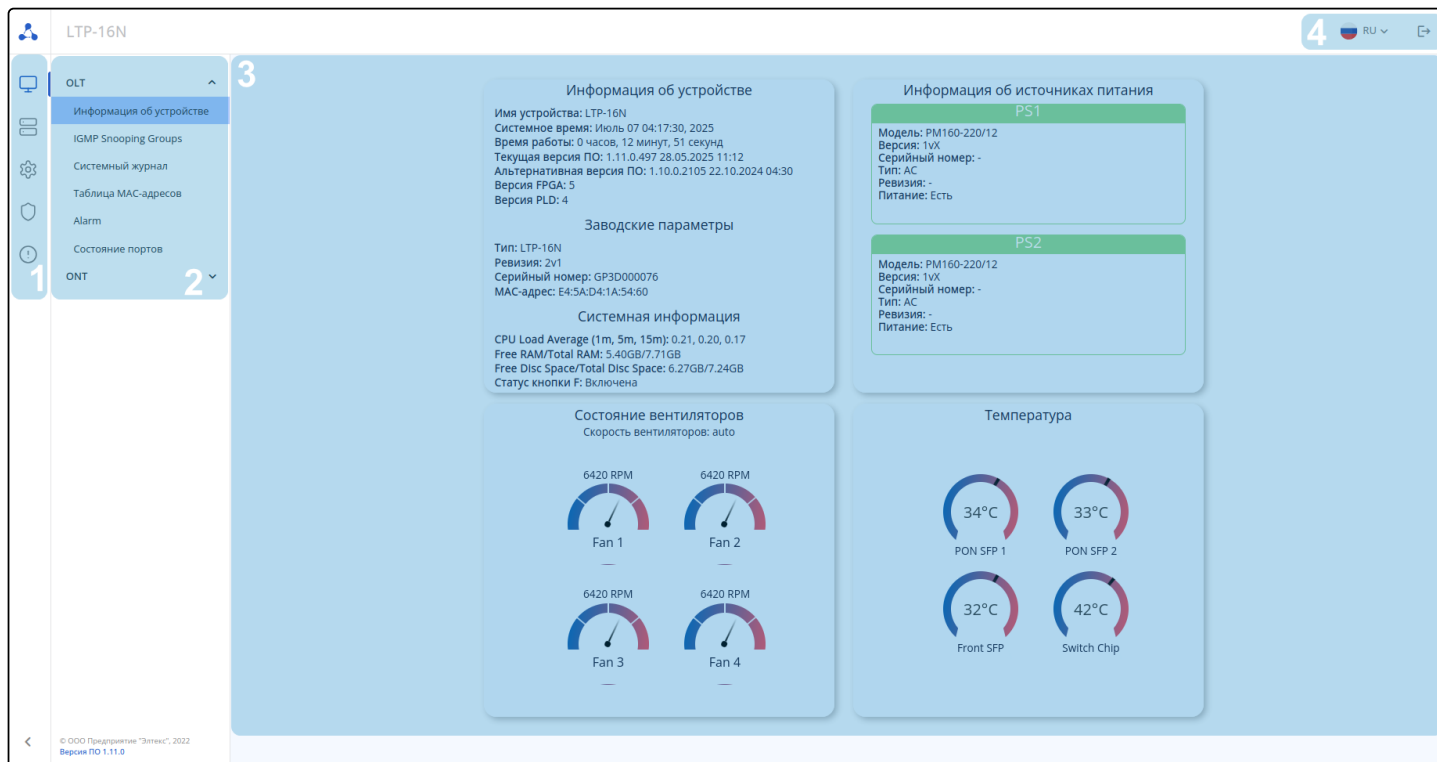 LTP-16N
4
RU
1
OLT
Информация об устройстве
IGMP Snooping Groups
Системный журнал
Таблица MAC-адресов
Alarm
Состояние портов
ONT
2
3
Информация об устройстве
Имя устройства: LTP-16N
Системное время: Июль 07 04:17:30, 2025
Время работы: 0 часов, 12 минут, 51 секунд
Текущая версия ПО: 1.11.0.497 28.05.2025 11:12
Альтернативная версия ПО: 1.10.0.2105 22.10.2024 04:30
Версия FPGA: 5
Версия PLD: 4
Заводские параметры
Тип: LTP-16N
Ревизия: 2v1
Серийный номер: GP3D000076
MAC-адрес: E4:5A:D4:1A:54:60
Системная информация
CPU Load Average (1m, 5m, 15m): 0.21, 0.20, 0.17
Free RAM/Total RAM: 5.40GB/7.71GB
Free Disc Space/Total Disc Space: 6.27GB/7.24GB
Статус кнопки F: Включена
Информация об источниках питания
PS1
Модель: PM160-220/12
Версия: 1vX
Серийный номер: -
Тип: AC
Ревизия: -
Питание: Есть
PS2
Модель: PM160-220/12
Версия: 1vX
Серийный номер: -
Тип: AC
Ревизия: -
Питание: Есть
Состояние вентиляторов
Скорость вентиляторов: auto
6420 RPM 6420 RPM
Fan 1 Fan 2
6420 RPM 6420 RPM
Fan 3 Fan 4
Температура
34°C 33°C
PON SFP 1 PON SFP 2
32°C 42°C
Front SFP Switch Chip
© ООО Предприятие "Элтекс", 2022
Версия ПО 1.11.0